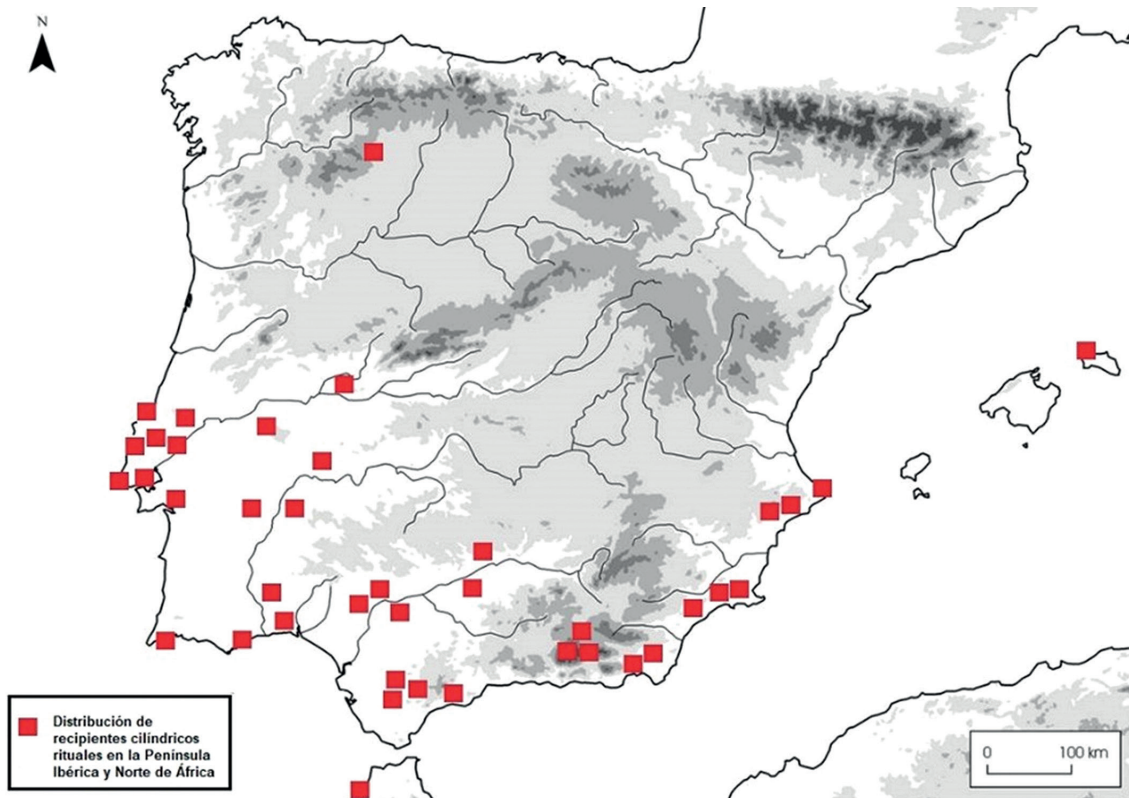 N
Distribución de
recipientes cilíndricos
rituales en la Península
Ibérica y Norte de África
0 100 km